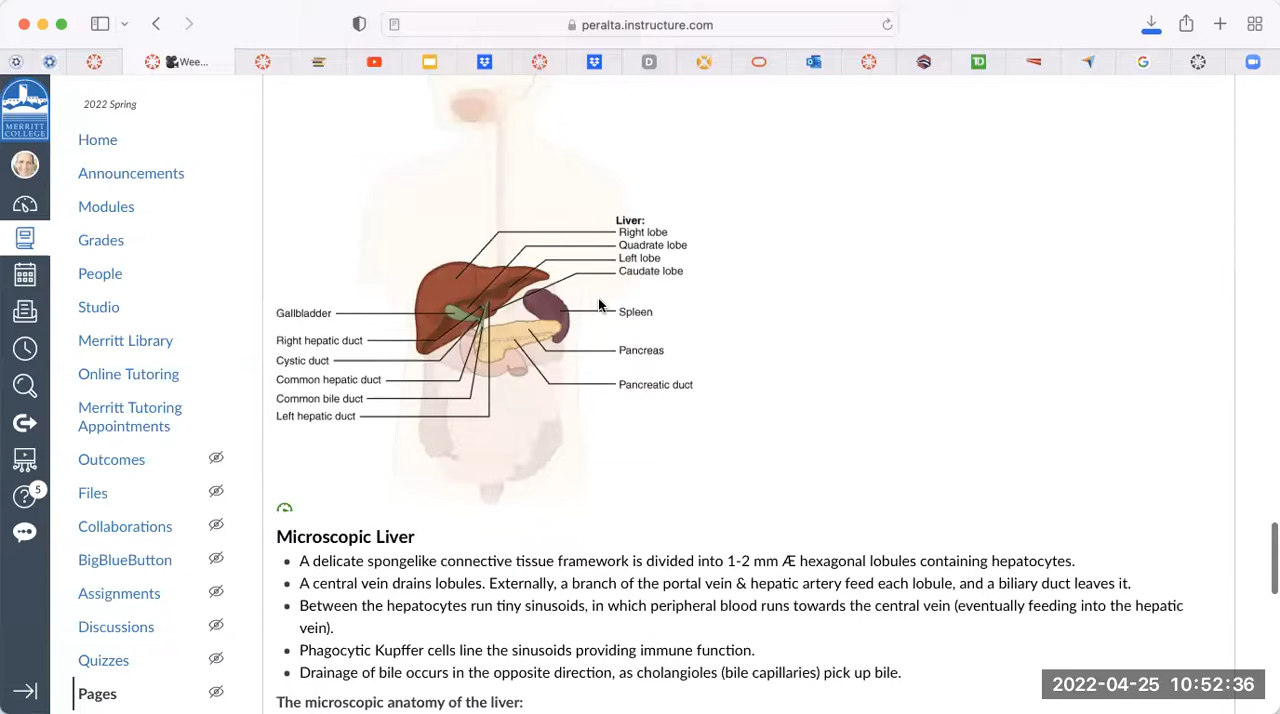 peralta.instructure.com
Wee...
D
TD
G
MERRITT
COLLEGE
2022 Spring
Home
Announcements
Modules
Grades
People
Studio
Merritt Library
Online Tutoring
Merritt Tutoring
Appointments
Outcomes
Files
Collaborations
BigBlueButton
Assignments
Discussions
Quizzes
Pages
5
Liver:
Right lobe
Quadrate lobe
Left lobe
Caudate lobe
Spleen
Pancreas
Pancreatic duct
Gallbladder
Right hepatic duct
Cystic duct
Common hepatic duct
Common bile duct
Left hepatic duct
Microscopic Liver
A delicate spongelike connective tissue framework is divided into 1-2 mm Æ hexagonal lobules containing hepatocytes.
A central vein drains lobules. Externally, a branch of the portal vein & hepatic artery feed each lobule, and a biliary duct leaves it.
Between the hepatocytes run tiny sinusoids, in which peripheral blood runs towards the central vein (eventually feeding into the hepatic
vein).
Phagocytic Kupffer cells line the sinusoids providing immune function.
Drainage of bile occurs in the opposite direction, as cholangioles (bile capillaries) pick up bile.
The microscopic anatomy of the liver:
2022-04-25 10:52:36